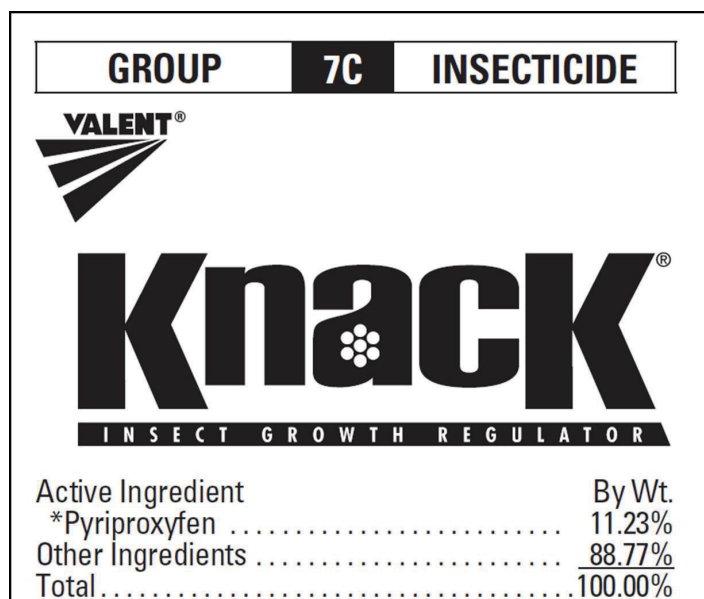 GROUP 7C INSECTICIDE
VALENT®
Knack®
INSECT GROWTH REGULATOR
Active Ingredient By Wt.
*Pyriproxyfen . . . . . . . . . . . . . . . . . . . . . . . . . . . 11.23%
Other Ingredients . . . . . . . . . . . . . . . . . . . . . . . . . 88.77%
Total . . . . . . . . . . . . . . . . . . . . . . . . . . . . . . . . . . . . 100.00%